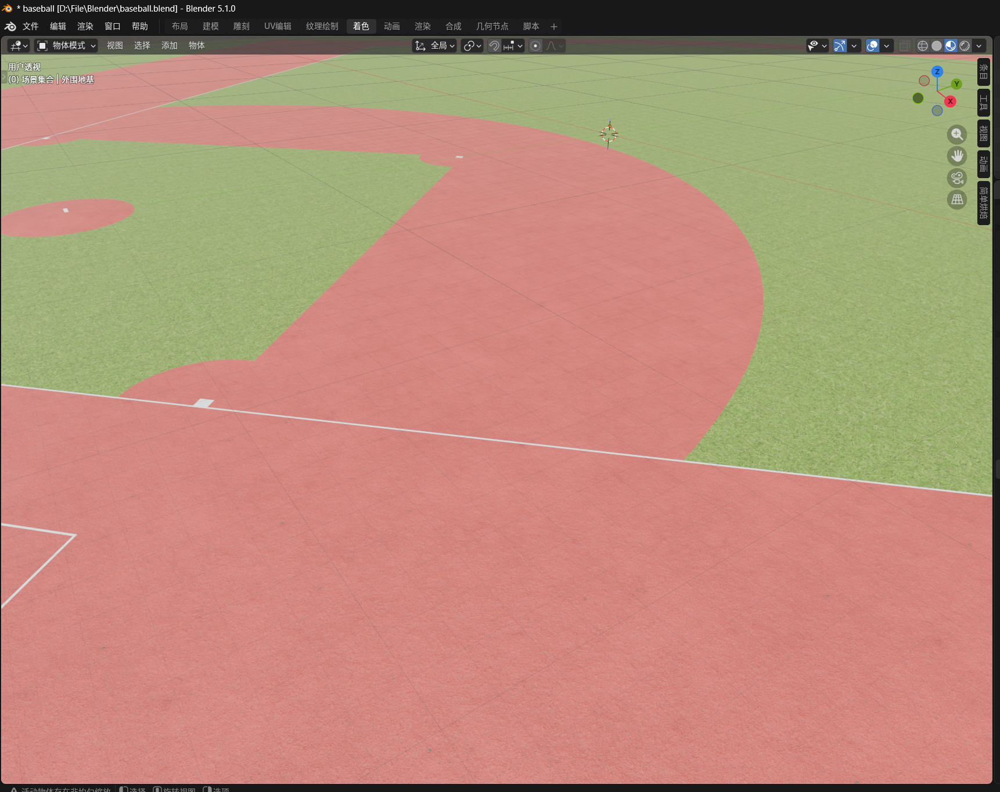 * baseball [D:\File\Blender\baseball.blend] - Blender 5.1.0
文件 编辑 渲染 窗口 帮助 布局 建模 雕刻 UV编辑 纹理绘制 着色 动画 渲染 合成 几何节点 脚本 +
物体模式 视图 选择 添加 物体 全局
用户透视
(0) 场景集合 | 外围地基
Z
Y
X
条目
工具
视图
动画
简单烘焙
活动物体存在非均匀缩放 选择 旋转视图 选项